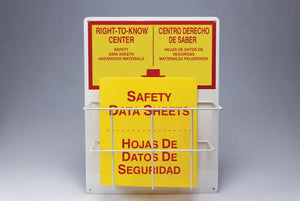 RIGHT-TO-KNOW
CENTER
SAFETY
DATA SHEETS
HAZARDOUS MATERIALS
CENTRO DERECHO
DE SABER
HOJAS DE DATOS DE
SEGURIDAD
MATERIALES PELIGROSOS
SAFETY
DATA SHEETS
HOJAS DE
DATOS DE
SEGURIDAD